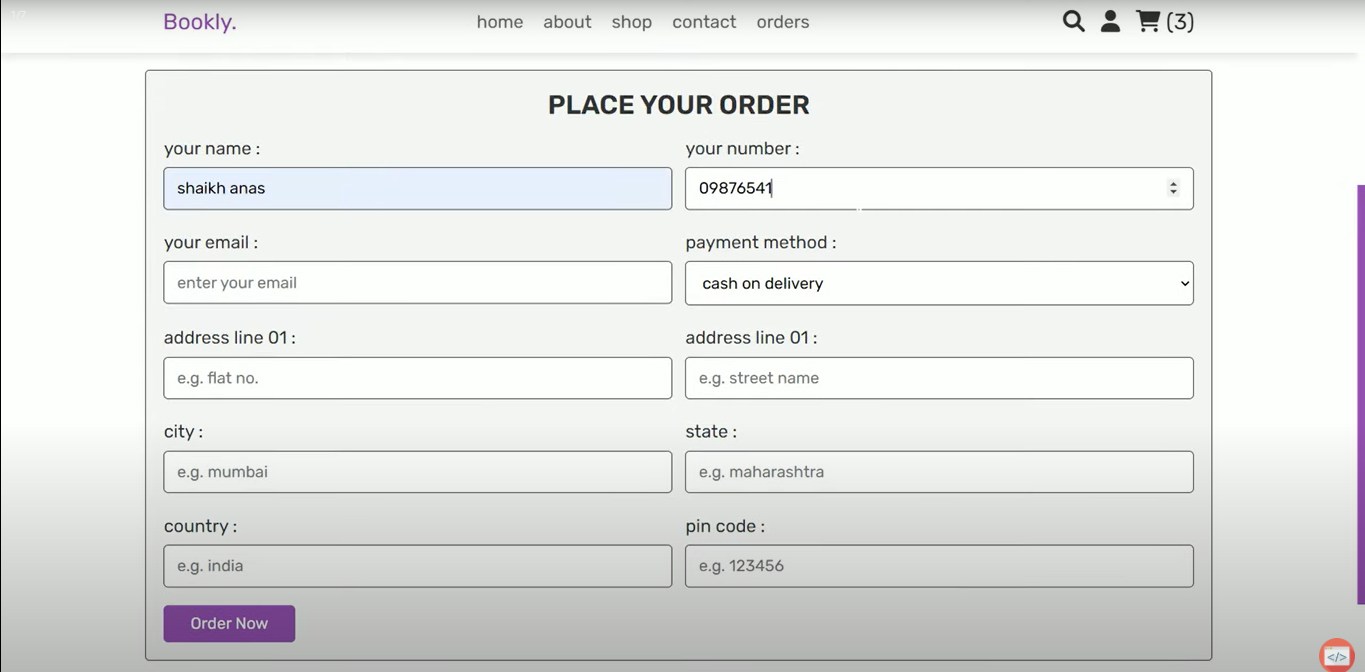 Bookly. home about shop contact orders (3)
PLACE YOUR ORDER
your name : your number :
shaikh anas 09876541
your email : payment method :
enter your email cash on delivery
address line 01 : address line 01 :
e.g. flat no. e.g. street name
city : state :
e.g. mumbai e.g. maharashtra
country : pin code :
e.g. india e.g. 123456
Order Now